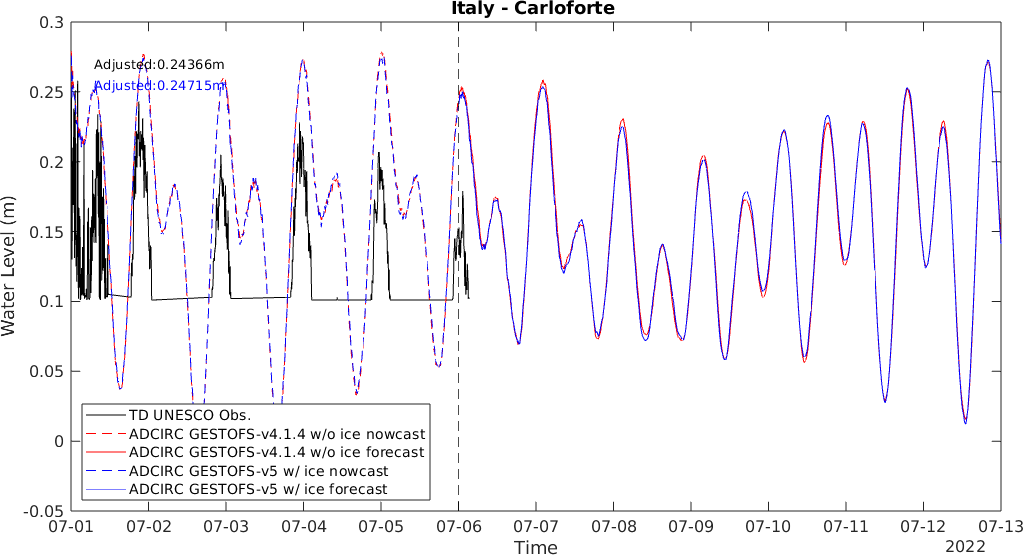 Italy - Carloforte
Water Level (m)
0.3
0.25
0.2
0.15
0.1
0.05
0
-0.05
Adjusted:0.24366m
Adjusted:0.24715m
TD UNESCO Obs.
ADCIRC GESTOFS-v4.1.4 w/o ice nowcast
ADCIRC GESTOFS-v4.1.4 w/o ice forecast
ADCIRC GESTOFS-v5 w/ ice nowcast
ADCIRC GESTOFS-v5 w/ ice forecast
07-01 07-02 07-03 07-04 07-05 07-06 07-07 07-08 07-09 07-10 07-11 07-12 07-13
Time
2022